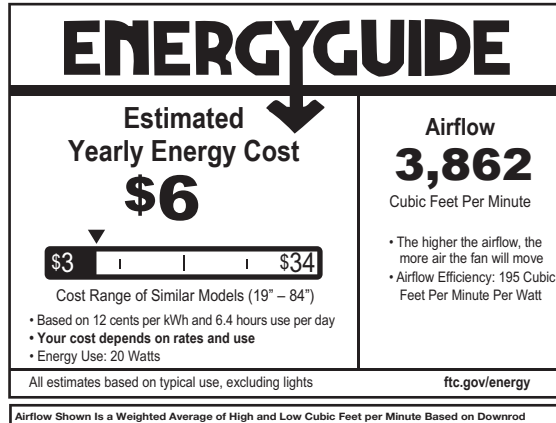 ENERGYGUIDE
Estimated
Yearly Energy Cost
$6
$3
$34
Cost Range of Similar Models (19” – 84”)
• Based on 12 cents per kWh and 6.4 hours use per day
• Your cost depends on rates and use
• Energy Use: 20 Watts
Airflow
3,862
Cubic Feet Per Minute
• The higher the airflow, the
more air the fan will move
• Airflow Efficiency: 195 Cubic
Feet Per Minute Per Watt
All estimates based on typical use, excluding lights
ftc.gov/energy
Airflow Shown Is a Weighted Average of High and Low Cubic Feet per Minute Based on Downrod